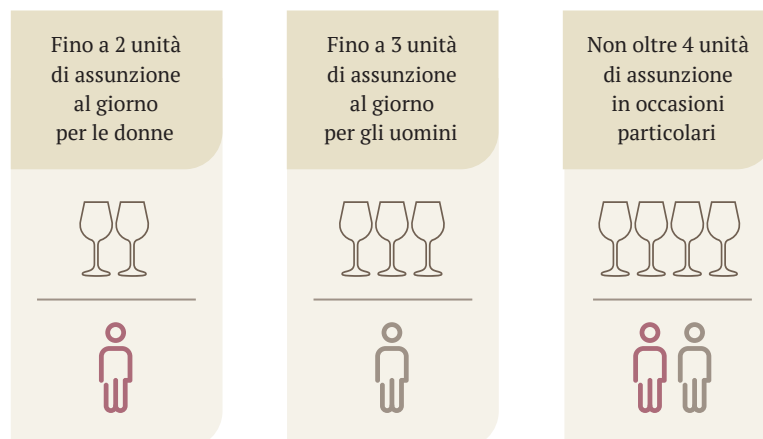 Fino a 2 unità
di assunzione
al giorno
per le donne
Fino a 3 unità
di assunzione
al giorno
per gli uomini
Non oltre 4 unità
di assunzione
in occasioni
particolari